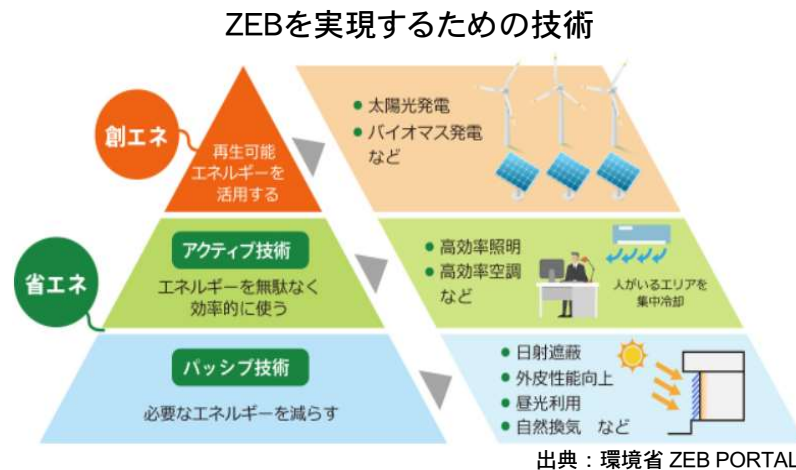 ZEBを実現するための技術
創エネ
再生可能
エネルギーを
活用する
● 太陽光発電
● バイオマス発電
など
省エネ
アクティブ技術
エネルギーを無駄なく
効率的に使う
● 高効率照明
● 高効率空調
など
人がいるエリアを
集中冷却
パッシブ技術
必要なエネルギーを減らす
● 日射遮蔽
● 外皮性能向上
● 昼光利用
● 自然換気 など
出典：環境省 ZEB PORTAL